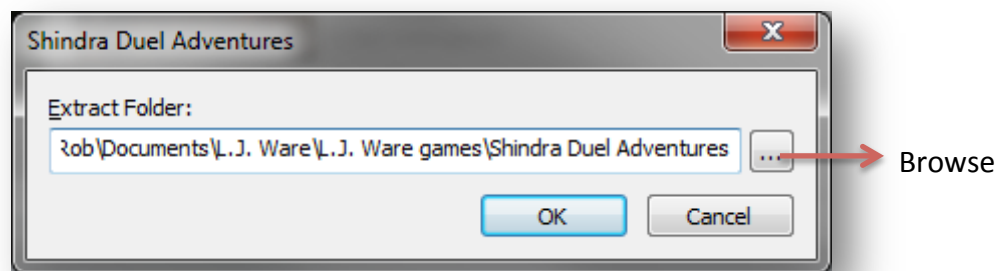 Shindra Duel Adventures
Extract Folder:
Rob\Documents\L.J. Ware\L.J. Ware games\Shindra Duel Adventures
...
Browse
OK
Cancel